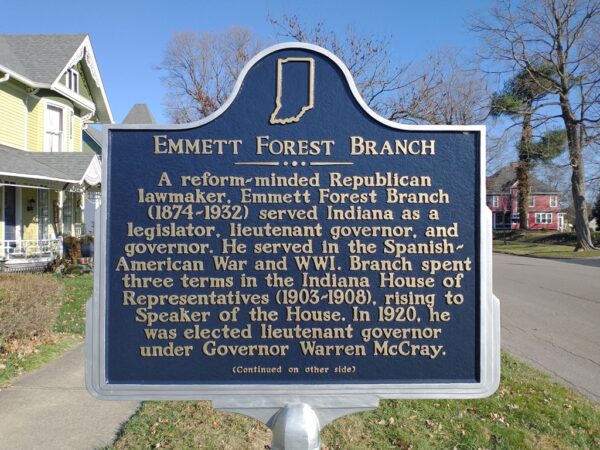 Emmett Forest Branch
A reform-minded Republican
lawmaker, Emmett Forest Branch
(1874-1932) served Indiana as a
legislator, lieutenant governor, and
governor. He served in the Spanish-
American War and WWI. Branch spent
three terms in the Indiana House of
Representatives (1903-1908), rising to
Speaker of the House. In 1920, he
was elected lieutenant governor
under Governor Warren McCray.
(Continued on other side)